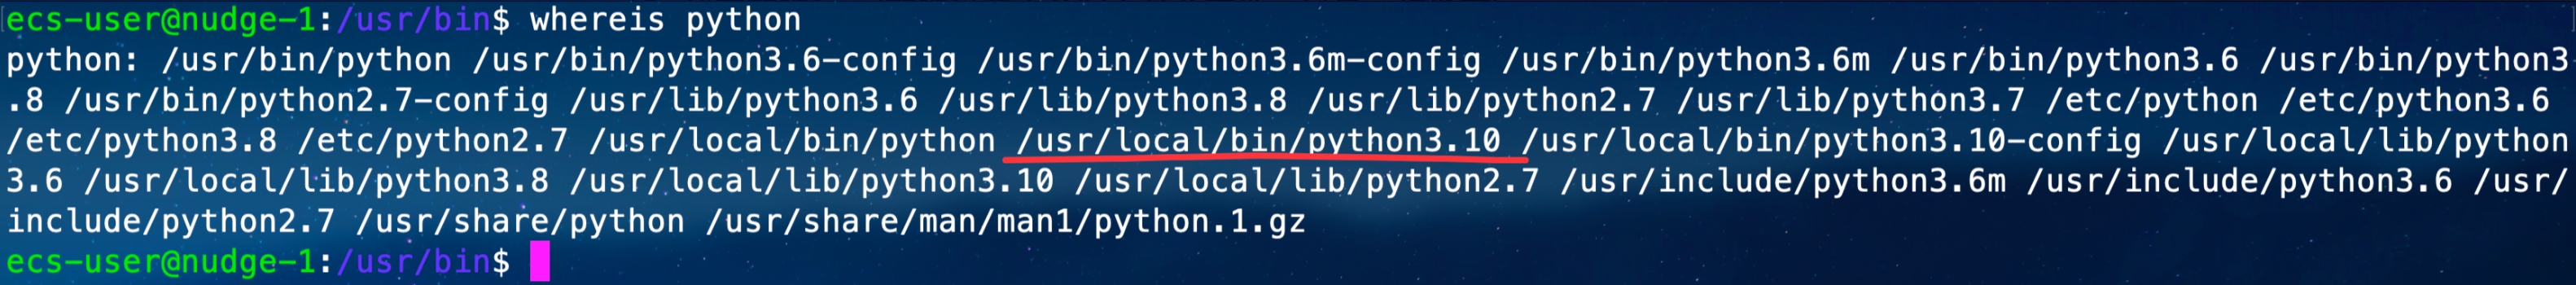 ecs-user@nudge-1:/usr/bin$ whereis python
python: /usr/bin/python /usr/bin/python3.6-config /usr/bin/python3.6m-config /usr/bin/python3.6m /usr/bin/python3.6 /usr/bin/python3
.8 /usr/bin/python2.7-config /usr/lib/python3.6 /usr/lib/python3.8 /usr/lib/python2.7 /usr/lib/python3.7 /etc/python /etc/python3.6
/etc/python3.8 /etc/python2.7 /usr/local/bin/python /usr/local/bin/python3.10 /usr/local/bin/python3.10-config /usr/local/lib/python
3.6 /usr/local/lib/python3.8 /usr/local/lib/python3.10 /usr/local/lib/python2.7 /usr/include/python3.6m /usr/include/python3.6 /usr/
include/python2.7 /usr/share/python /usr/share/man/man1/python.1.gz
ecs-user@nudge-1:/usr/bin$